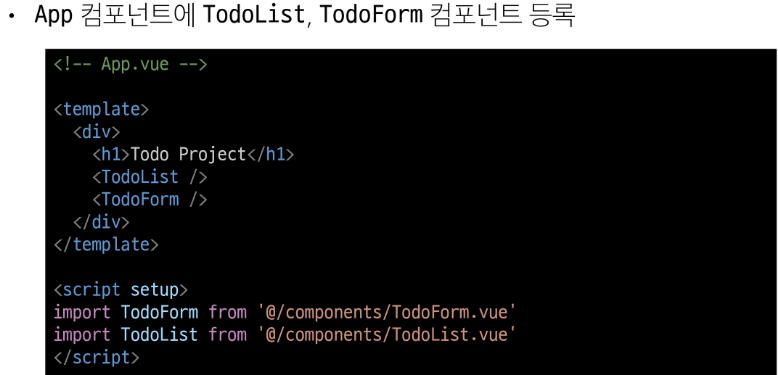 • App 컴포넌트에 TodoList, TodoForm 컴포넌트 등록
<!-- App.vue -->
<template>
  <div>
    <h1>Todo Project</h1>
    <TodoList />
    <TodoForm />
  </div>
</template>
<script setup>
import TodoForm from '@/components/TodoForm.vue'
import TodoList from '@/components/TodoList.vue'
</script>